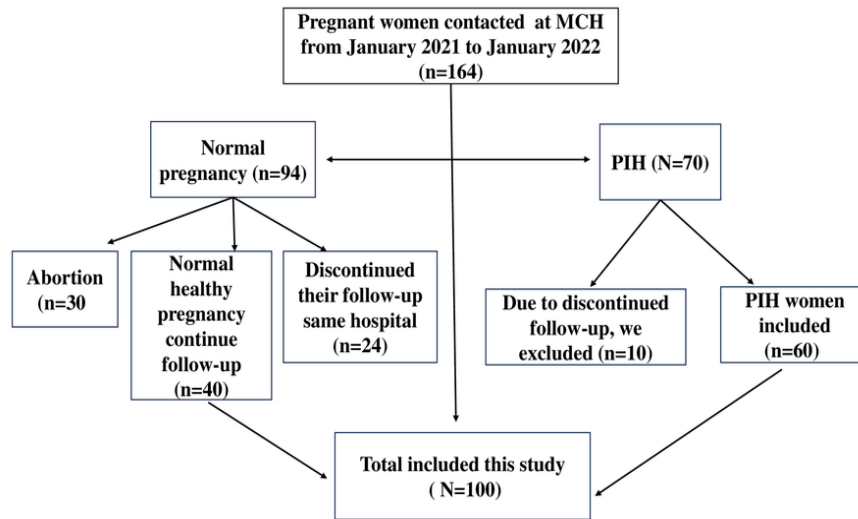 Pregnant women contacted at MCH
from January 2021 to January 2022
(n=164)
Normal
pregnancy (n=94)
PIH (N=70)
Abortion
(n=30
Normal
healthy
pregnancy
continue
follow-up
(n=40)
Discontinued
their follow-up
same hospital
(n=24)
Due to discontinued
follow-up, we
excluded (n=10)
PIH women
included
(n=60)
Total included this study
( N=100)